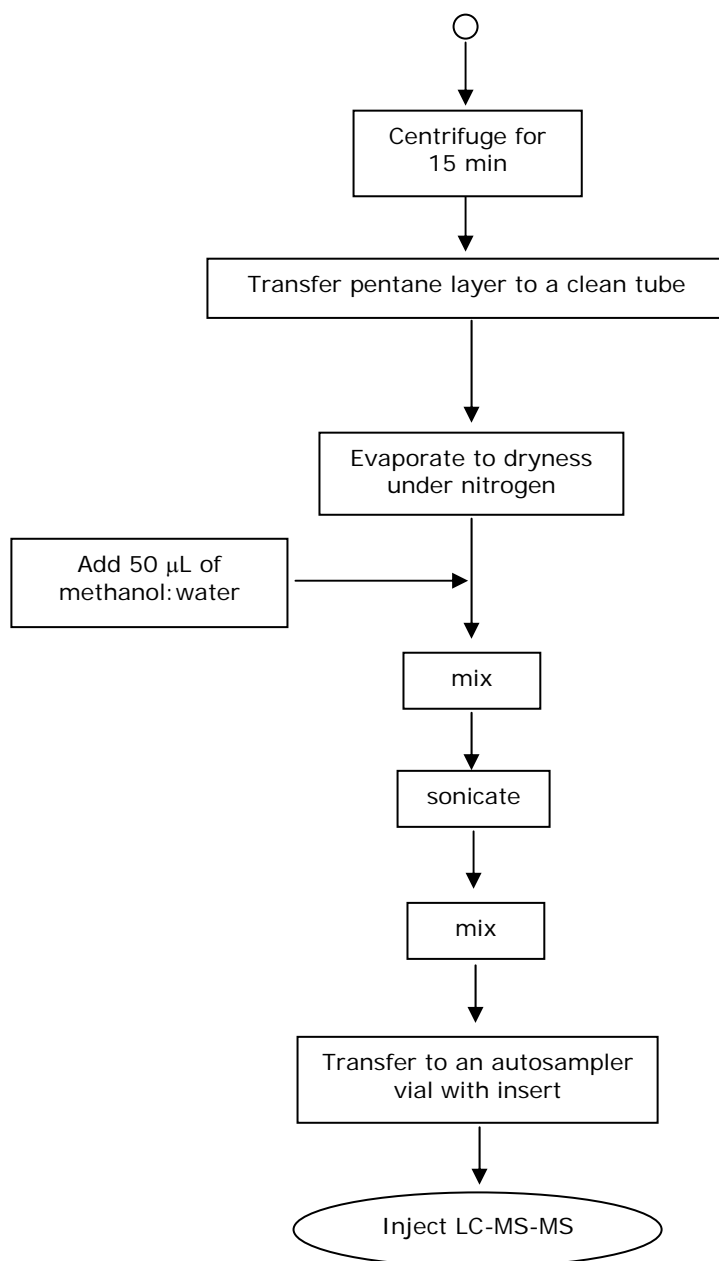 Centrifuge for
15 min
Transfer pentane layer to a clean tube
Evaporate to dryness
under nitrogen
Add 50 μL of
methanol:water
mix
sonicate
mix
Transfer to an autosampler
vial with insert
Inject LC-MS-MS